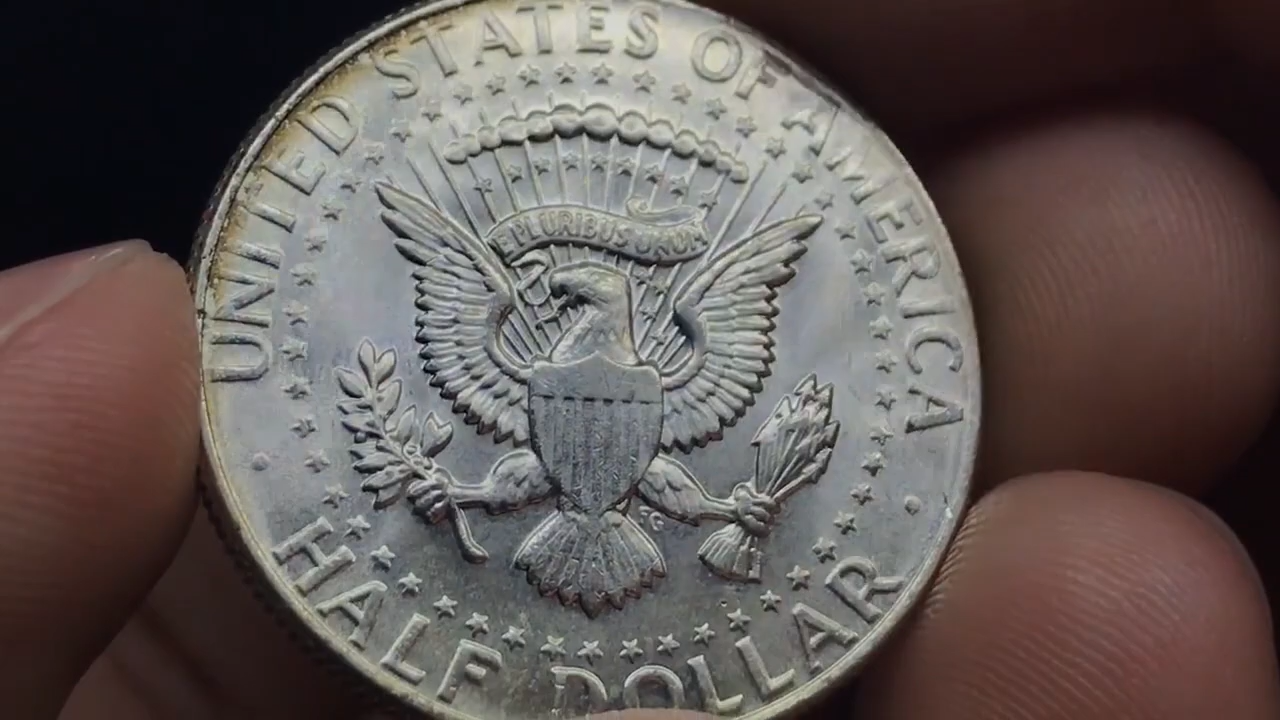 UNITED STATES OF AMERICA
E PLURIBUS UNUM
FG
HALF DOLLAR